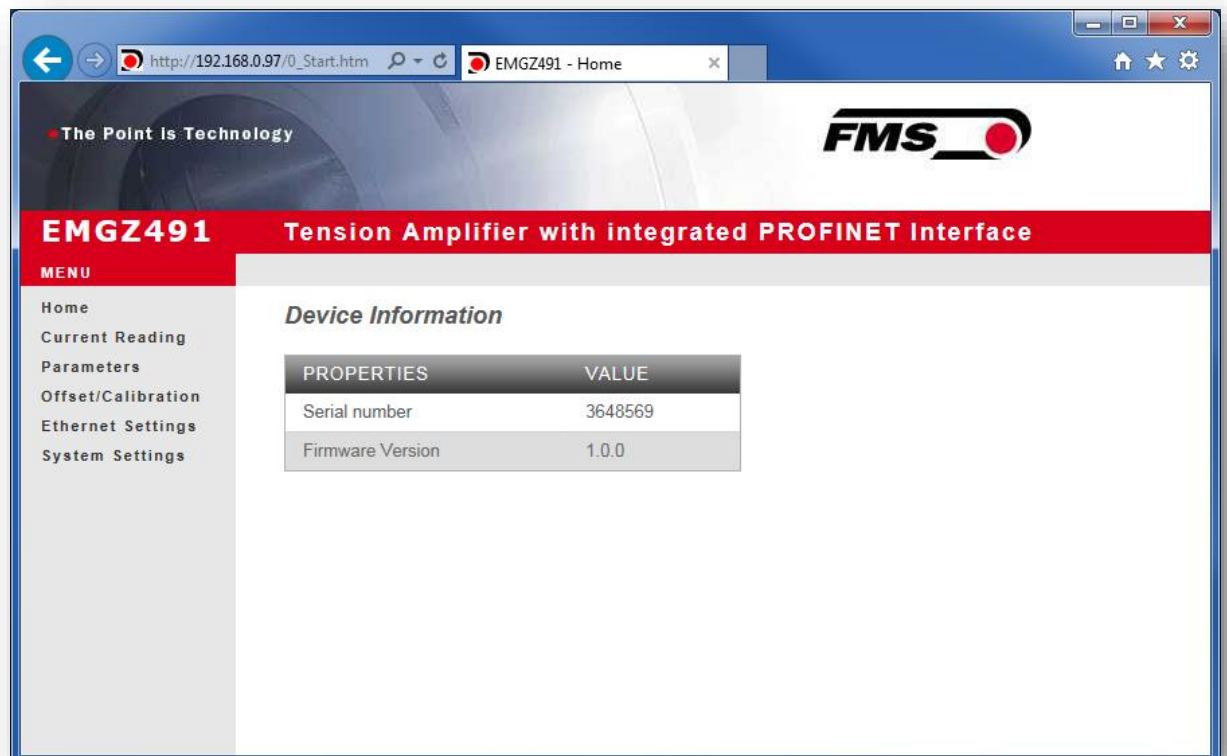 http://192.168.0.97/0_Start.htm
EMGZ491 - Home
The Point Is Technology
FMS
EMGZ491
Tension Amplifier with integrated PROFINET Interface
MENU
Home
Current Reading
Parameters
Offset/Calibration
Ethernet Settings
System Settings
Device Information
PROPERTIES VALUE
Serial number 3648569
Firmware Version 1.0.0